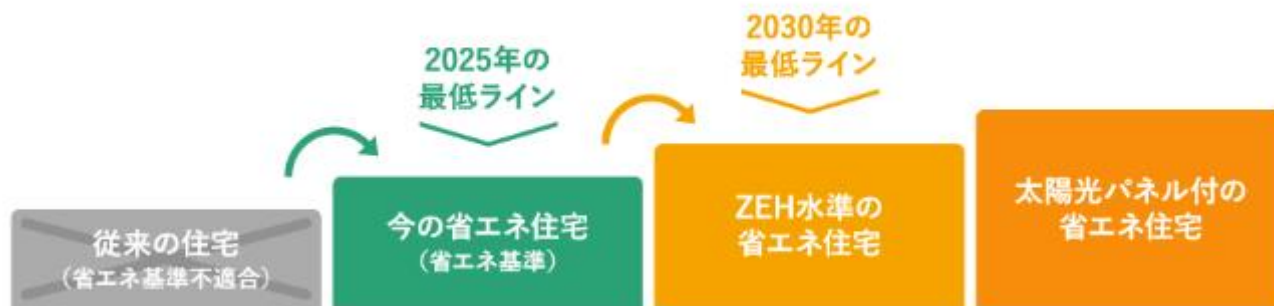 2025年の
最低ライン
2030年の
最低ライン
従来の住宅
(省エネ基準不適合)
今の省エネ住宅
(省エネ基準)
ZEH水準の
省エネ住宅
太陽光パネル付の
省エネ住宅